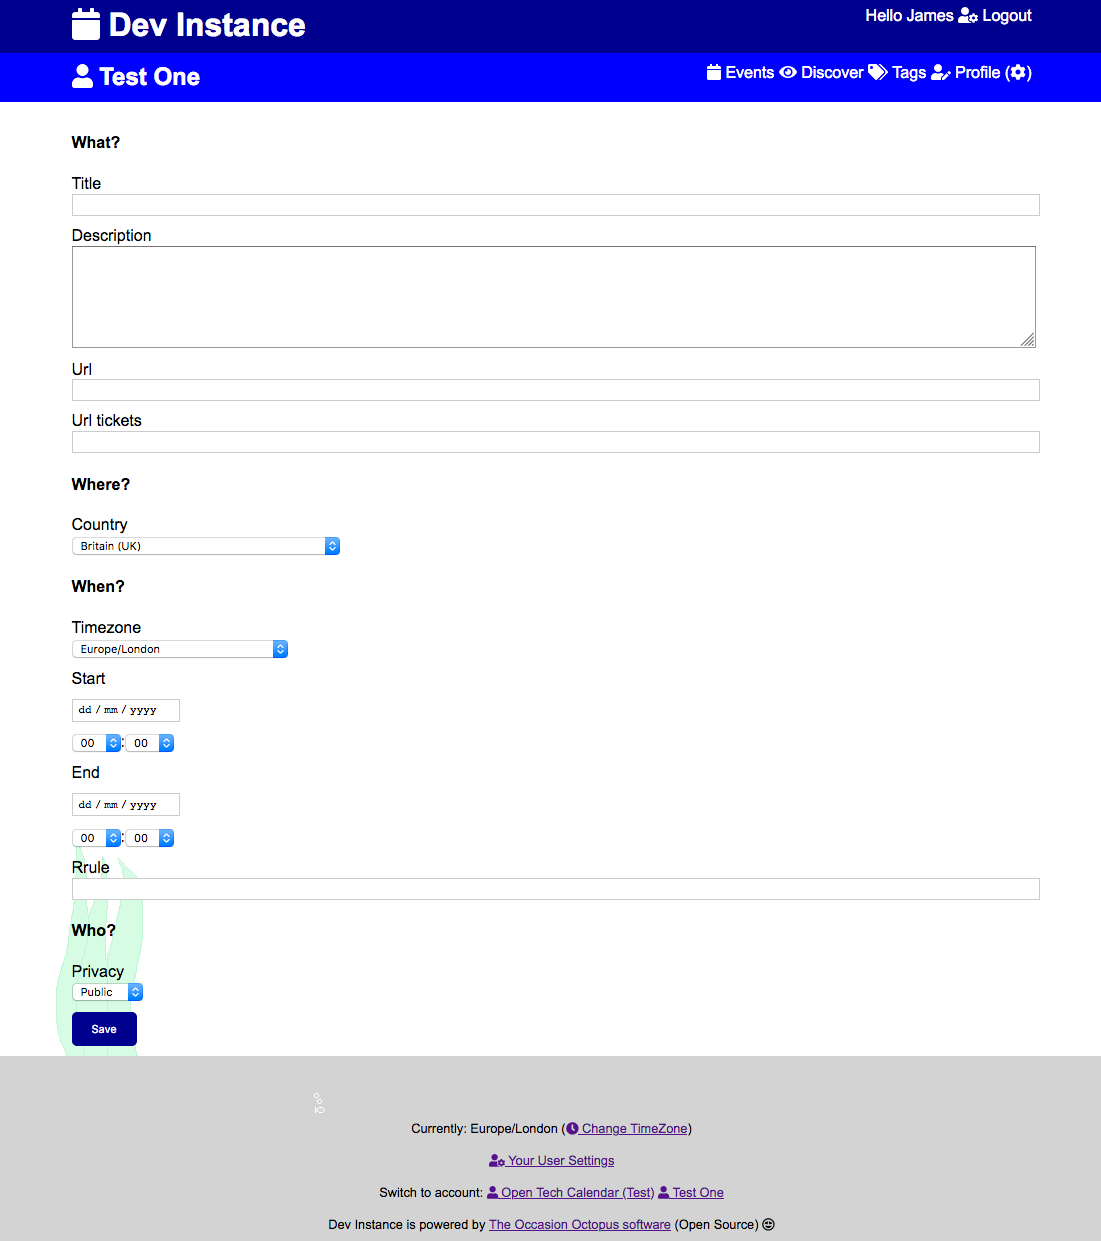 Dev Instance
Hello James Logout
Test One
Events Discover Tags Profile ( )
What?
Title
Description
Url
Url tickets
Where?
Country
Britain (UK)
When?
Timezone
Europe/London
Start
dd / mm / yyyy
00 : 00
End
dd / mm / yyyy
00 : 00
Rrule
Who?
Privacy
Public
Save
Currently: Europe/London ( Change TimeZone)
Your User Settings
Switch to account: Open Tech Calendar (Test) Test One
Dev Instance is powered by The Occasion Octopus software (Open Source)